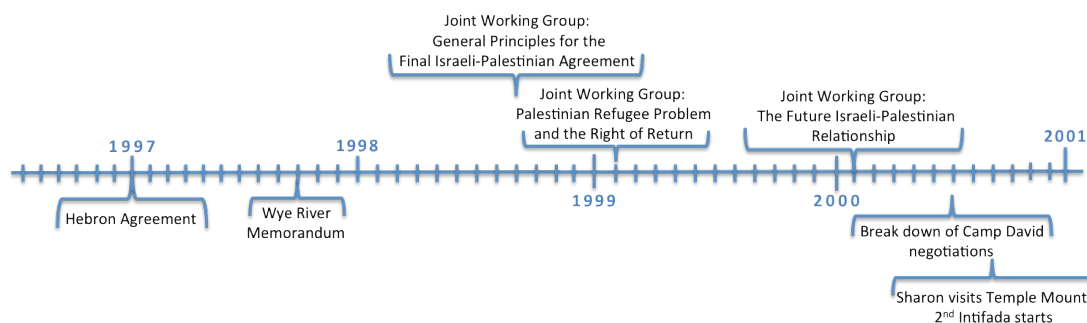 Joint Working Group:
General Principles for the
Final Israeli-Palestinian Agreement
Joint Working Group:
Palestinian Refugee Problem
and the Right of Return
Joint Working Group:
The Future Israeli-Palestinian
Relationship
1997
1998
1999
2000
2001
Hebron Agreement
Wye River
Memorandum
Break down of Camp David
negotiations
Sharon visits Temple Mount
2nd Intifada starts